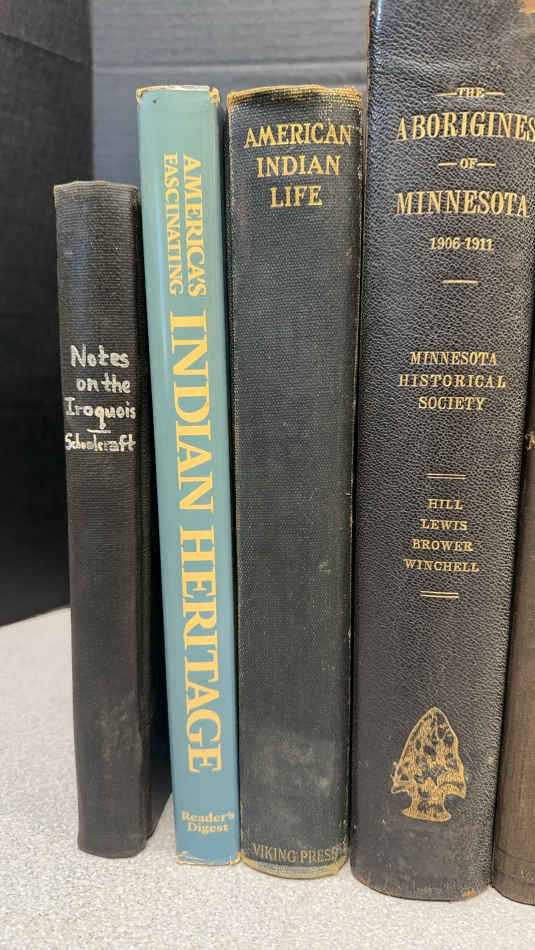 Notes
on the
Iroquois
Schoolcraft
AMERICA'S
FASCINATING
INDIAN HERITAGE
Reader's
Digest
AMERICAN
INDIAN
LIFE
VIKING PRESS
THE
ABORIGINES
OF
MINNESOTA
1906-1911
MINNESOTA
HISTORICAL
SOCIETY
HILL
LEWIS
BROWER
WINCHELL